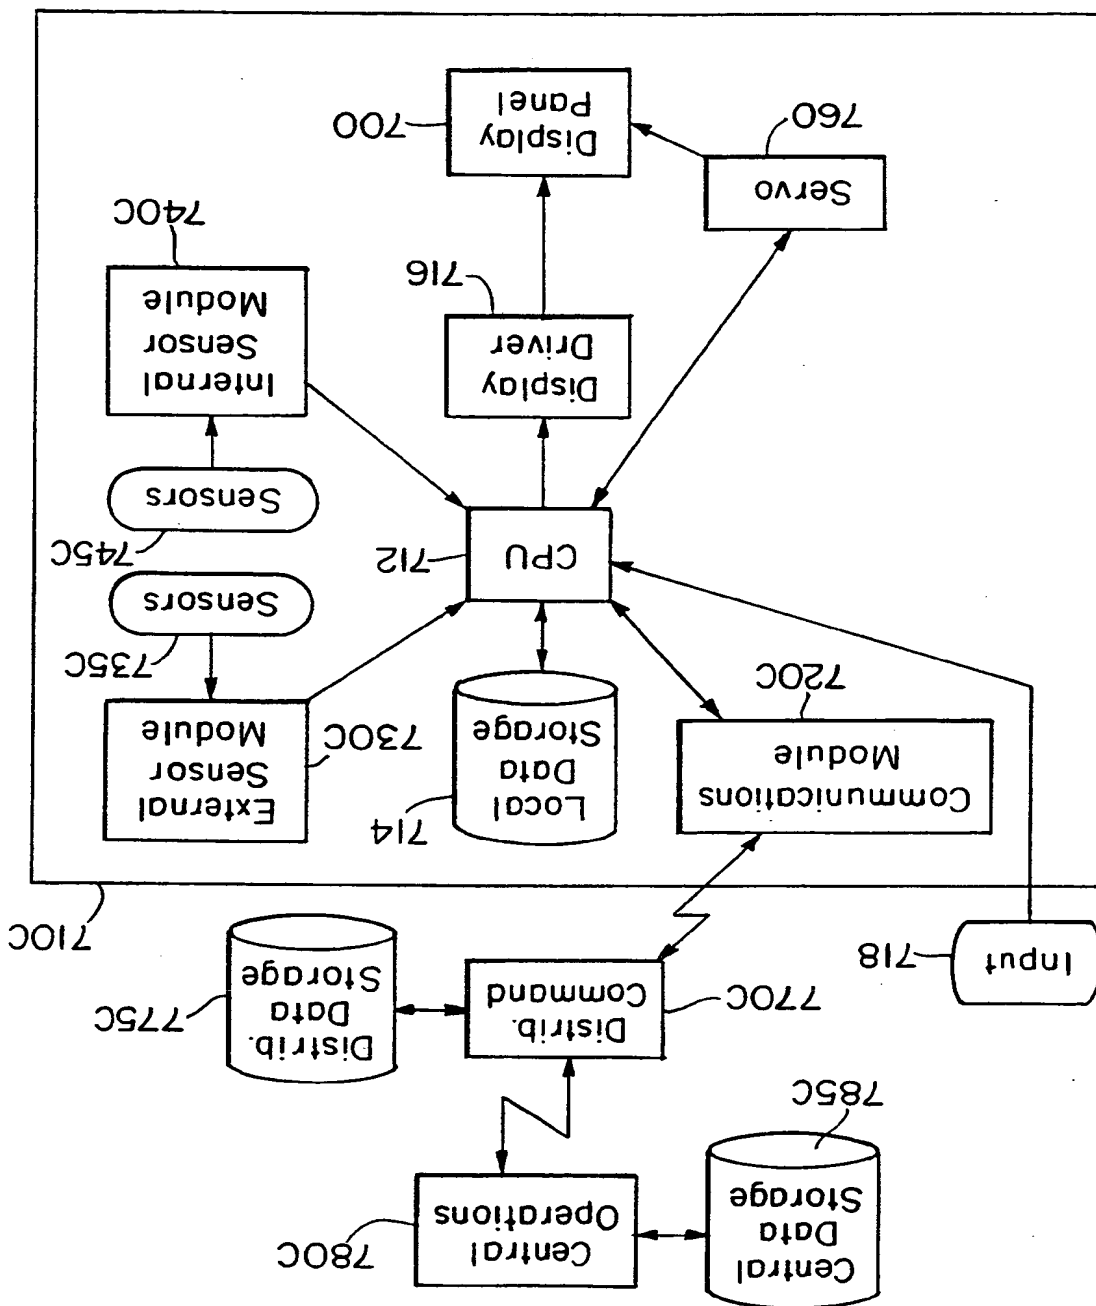 Central
Data
Storage
785C
Central
Operations
780C
Distrib.
Command
770C
Distrib.
Data
Storage
775C
Input
718
710C
Communications
Module
720C
Local
Data
Storage
714
External
Sensor
Module
730C
Sensors
735C
CPU
712
Sensors
745C
Internal
Sensor
Module
740C
Display
Driver
716
Servo
760
Display
Panel
700